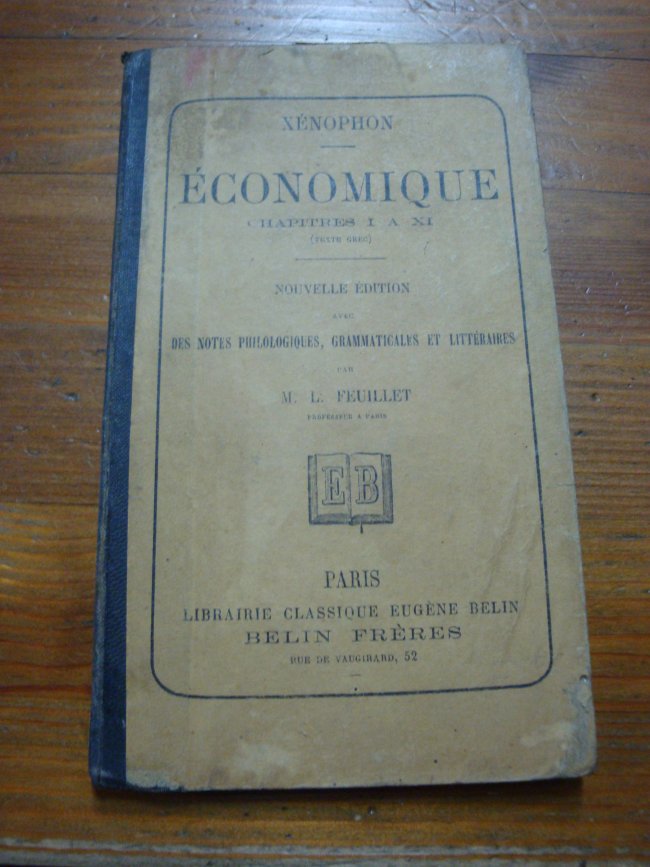 XÉNOPHON
ÉCONOMIQUE
CHAPITRES I A XI
(TEXTE GREC)
NOUVELLE ÉDITION
AVEC
DES NOTES PHILOLOGIQUES, GRAMMATICALES ET LITTÉRAIRES
PAR
M. L. FEUILLET
PROFESSEUR A PARIS
EB
PARIS
LIBRAIRIE CLASSIQUE EUGÈNE BELIN
BELIN FRÈRES
RUE DE VAUGIRARD, 52